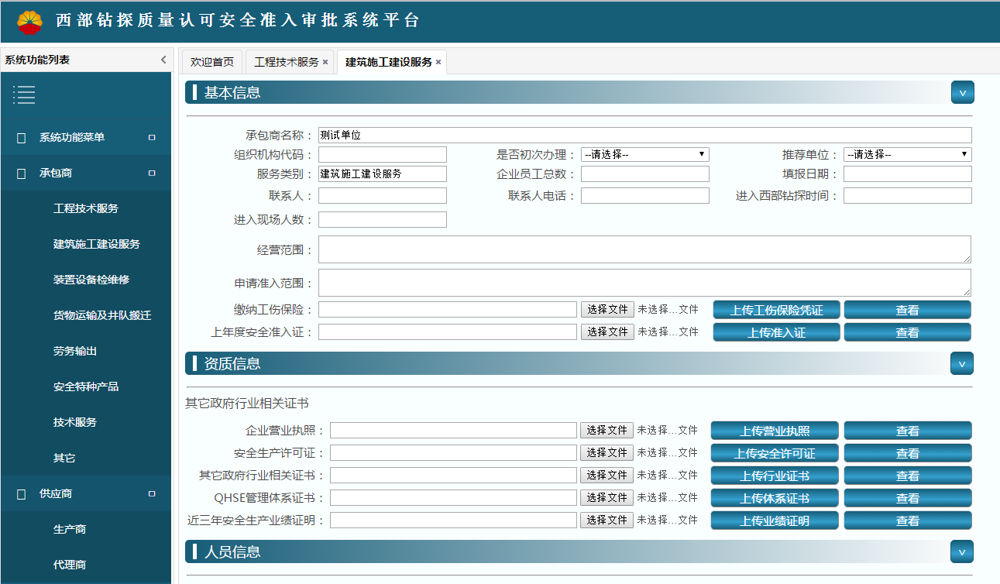 西部钻探质量认可安全准入审批系统平台
系统功能列表
系统功能菜单
承包商
工程技术服务
建筑施工建设服务
装置设备检维修
货物运输及井队搬迁
劳务输出
安全特种产品
技术服务
其它
供应商
生产商
代理商
欢迎首页 工程技术服务 × 建筑施工建设服务 ×
基本信息 v
承包商名称： 测试单位
组织机构代码： 是否初次办理： --请选择-- 推荐单位： --请选择--
服务类别： 建筑施工建设服务 企业员工总数： 填报日期：
联系人： 联系人电话： 进入西部钻探时间：
进入现场人数：
经营范围：
申请准入范围：
缴纳工伤保险： 选择文件 未选择...文件 上传工伤保险凭证 查看
上年度安全准入证： 选择文件 未选择...文件 上传准入证 查看
资质信息 v
其它政府行业相关证书
企业营业执照： 选择文件 未选择...文件 上传营业执照 查看
安全生产许可证： 选择文件 未选择...文件 上传安全许可证 查看
其它政府行业相关证书： 选择文件 未选择...文件 上传行业证书 查看
QHSE管理体系证书： 选择文件 未选择...文件 上传体系证书 查看
近三年安全生产业绩证明： 选择文件 未选择...文件 上传业绩证明 查看
人员信息 v